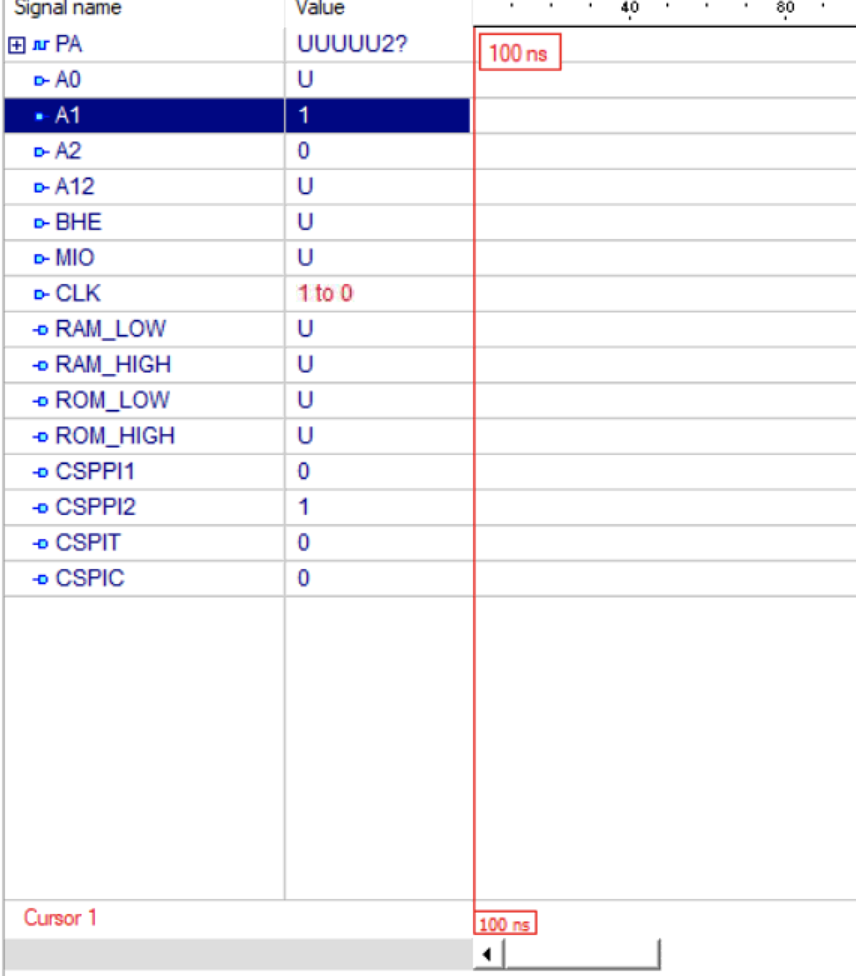 Signal name Value 40 80
PA UUUUU2? 100 ns
A0 U
A1 1
A2 0
A12 U
BHE U
MIO U
CLK 1 to 0
RAM_LOW U
RAM_HIGH U
ROM_LOW U
ROM_HIGH U
CSPPI1 0
CSPPI2 1
CSPIT 0
CSPIC 0
Cursor 1 100 ns